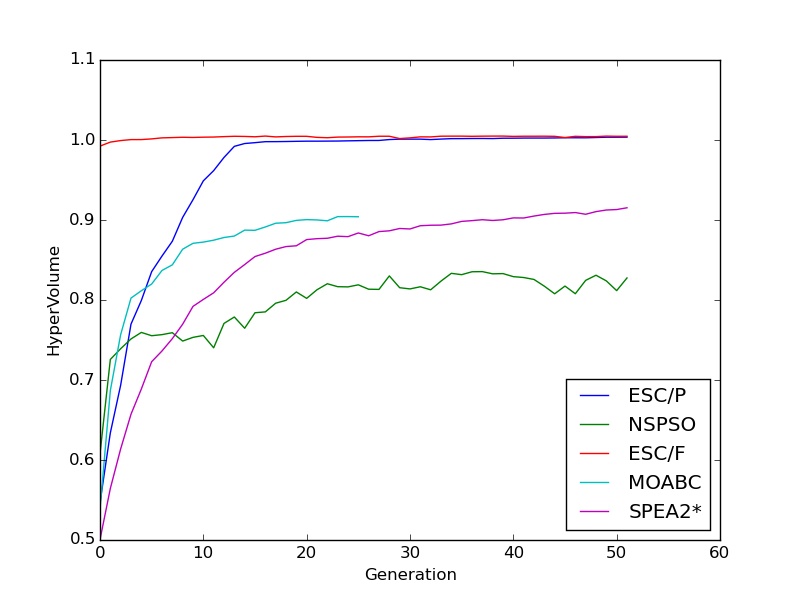 1.1
1.0
0.9
0.8
0.7
0.6
0.5
HyperVolume
0 10 20 30 40 50 60
Generation
ESC/P
NSPSO
ESC/F
MOABC
SPEA2*